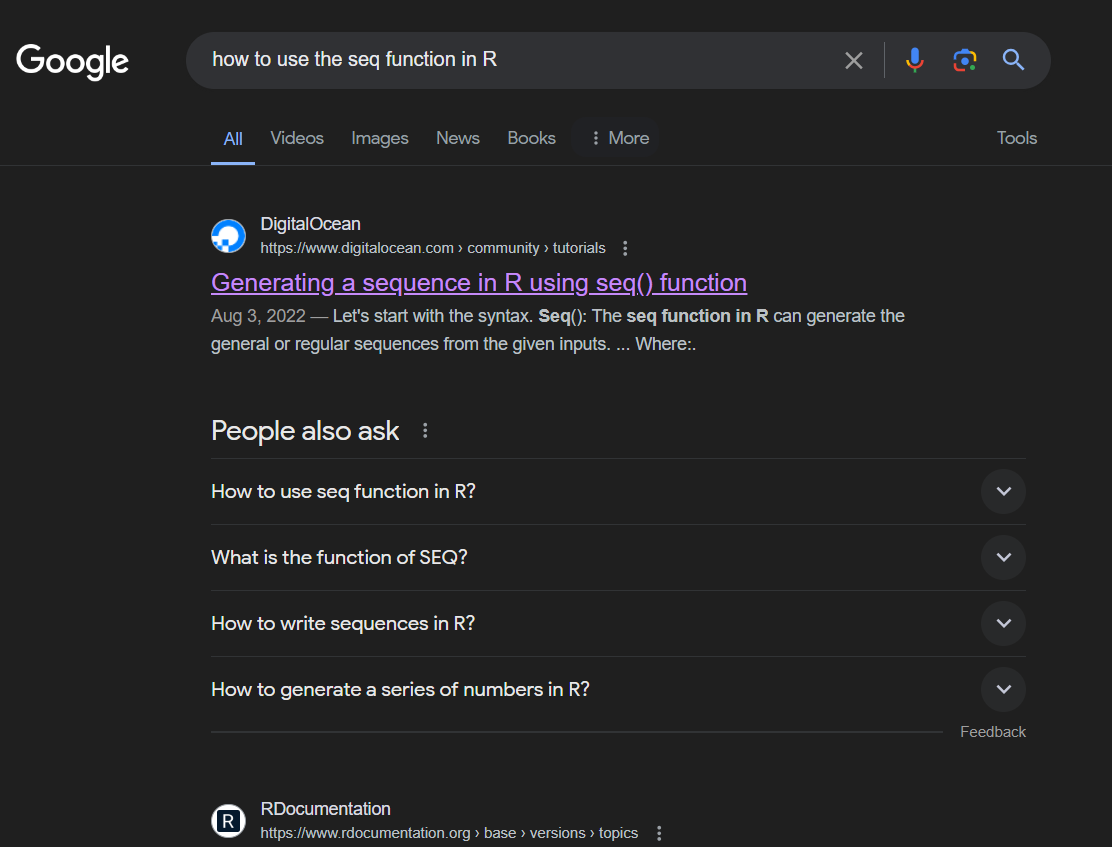 Google
how to use the seq function in R
All Videos Images News Books More Tools
DigitalOcean
https://www.digitalocean.com › community › tutorials
Generating a sequence in R using seq() function
Aug 3, 2022 — Let's start with the syntax. Seq(): The seq function in R can generate the
general or regular sequences from the given inputs. ... Where:.
People also ask
How to use seq function in R?
What is the function of SEQ?
How to write sequences in R?
How to generate a series of numbers in R?
Feedback
R
RDocumentation
https://www.rdocumentation.org › base › versions › topics